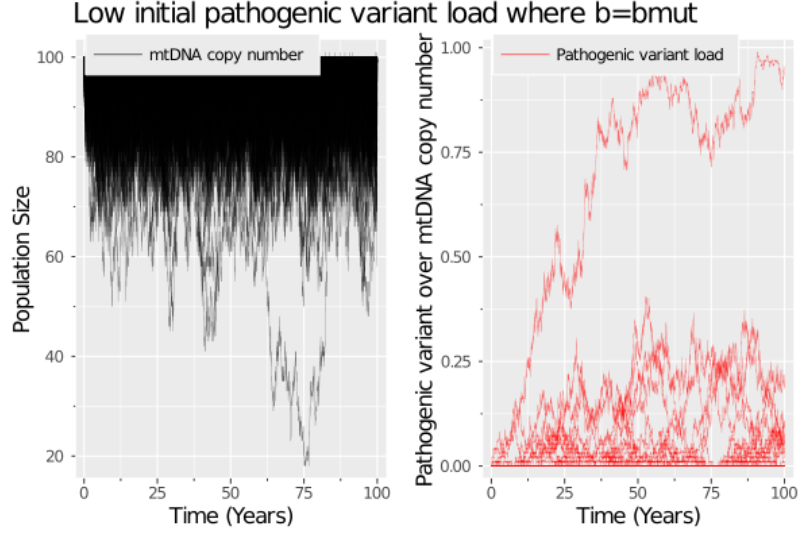 Low initial pathogenic variant load where b=bmut
mtDNA copy number
Population Size
100
80
60
40
20
0
25
50
75
100
Time (Years)
Pathogenic variant load
Pathogenic variant over mtDNA copy number
1.00
0.75
0.50
0.25
0.00
0
25
50
75
100
Time (Years)